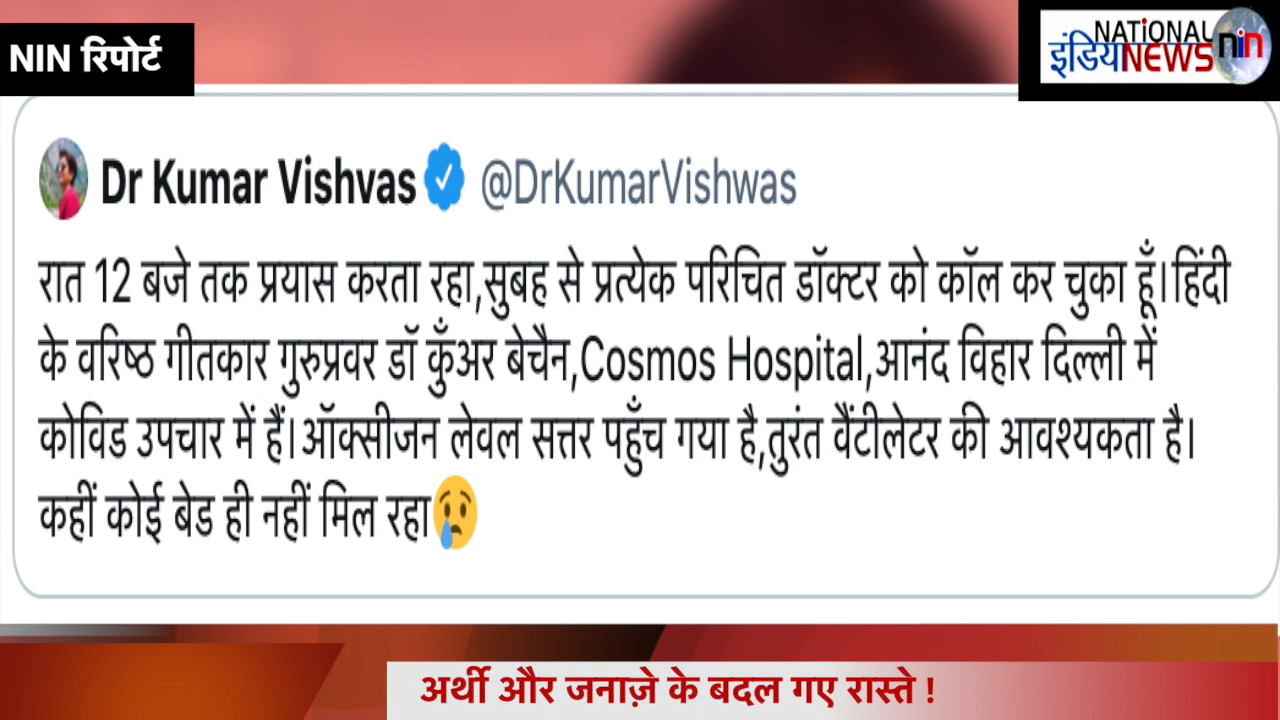 NIN रिपोर्ट
NATIONAL
इंडिया NEWS nin
Dr Kumar Vishvas @DrKumarVishwas
रात 12 बजे तक प्रयास करता रहा,सुबह से प्रत्येक परिचित डॉक्टर को कॉल कर चुका हूँ।हिंदी
के वरिष्ठ गीतकार गुरुप्रवर डॉ कुँअर बेचैन,Cosmos Hospital,आनंद विहार दिल्ली में
कोविड उपचार में हैं।ऑक्सीजन लेवल सत्तर पहुँच गया है,तुरंत वैंटीलेटर की आवश्यकता है।
कहीं कोई बेड ही नहीं मिल रहा😢
अर्थी और जनाज़े के बदल गए रास्ते !